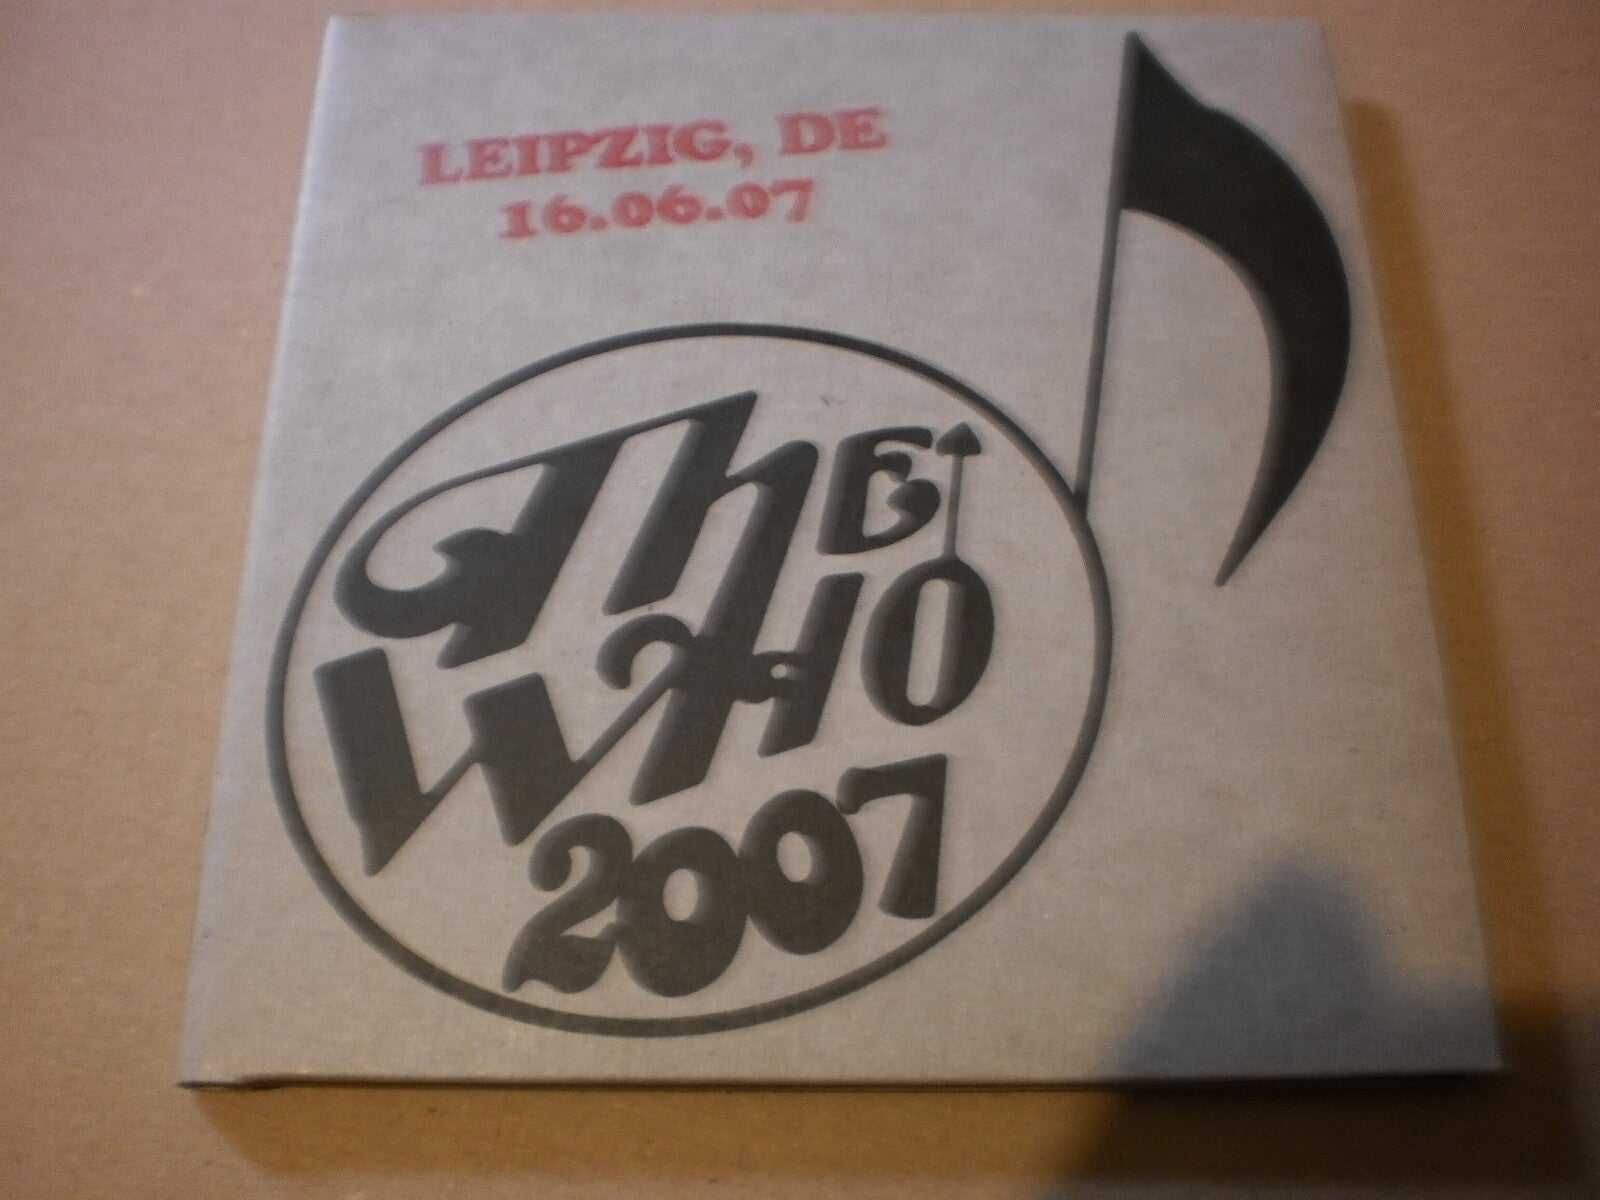 LEIPZIG, DE
16.06.07
The
WHO
2007